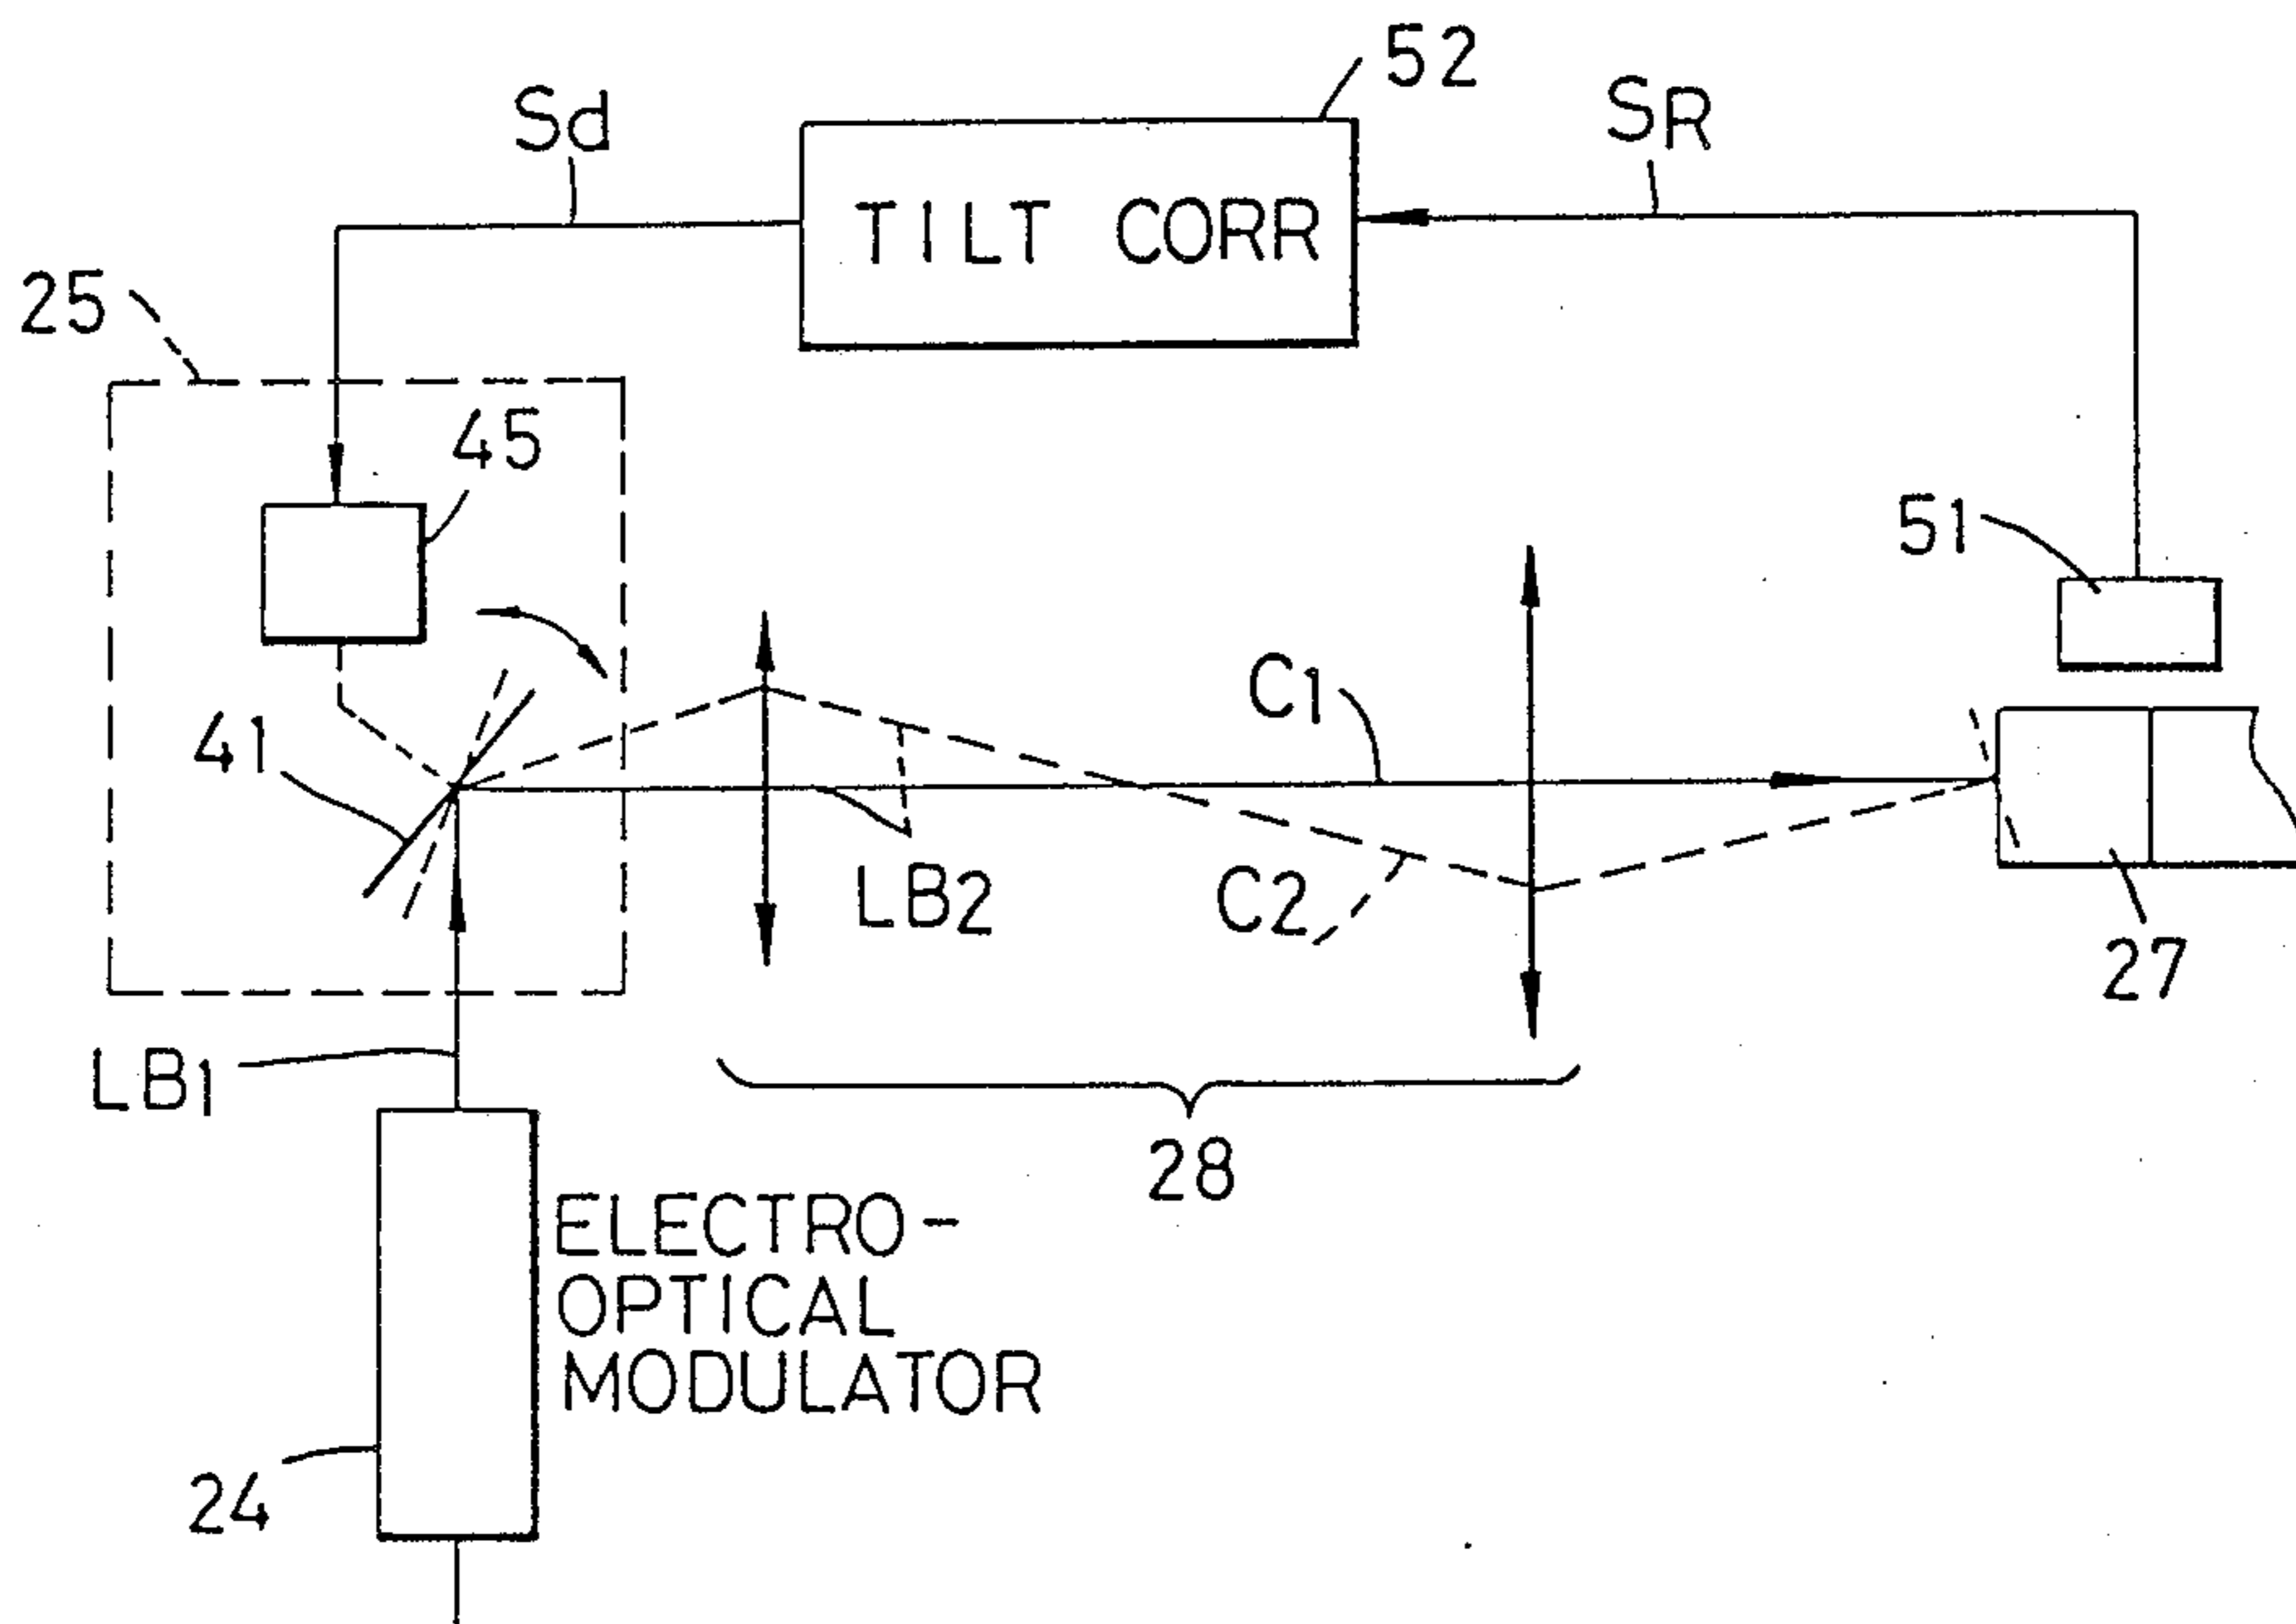 52
Sd
SR
TILT CORR
25
45
51
C1
41
LB2
C2
27
LB1
28
ELECTRO-
OPTICAL
MODULATOR
24